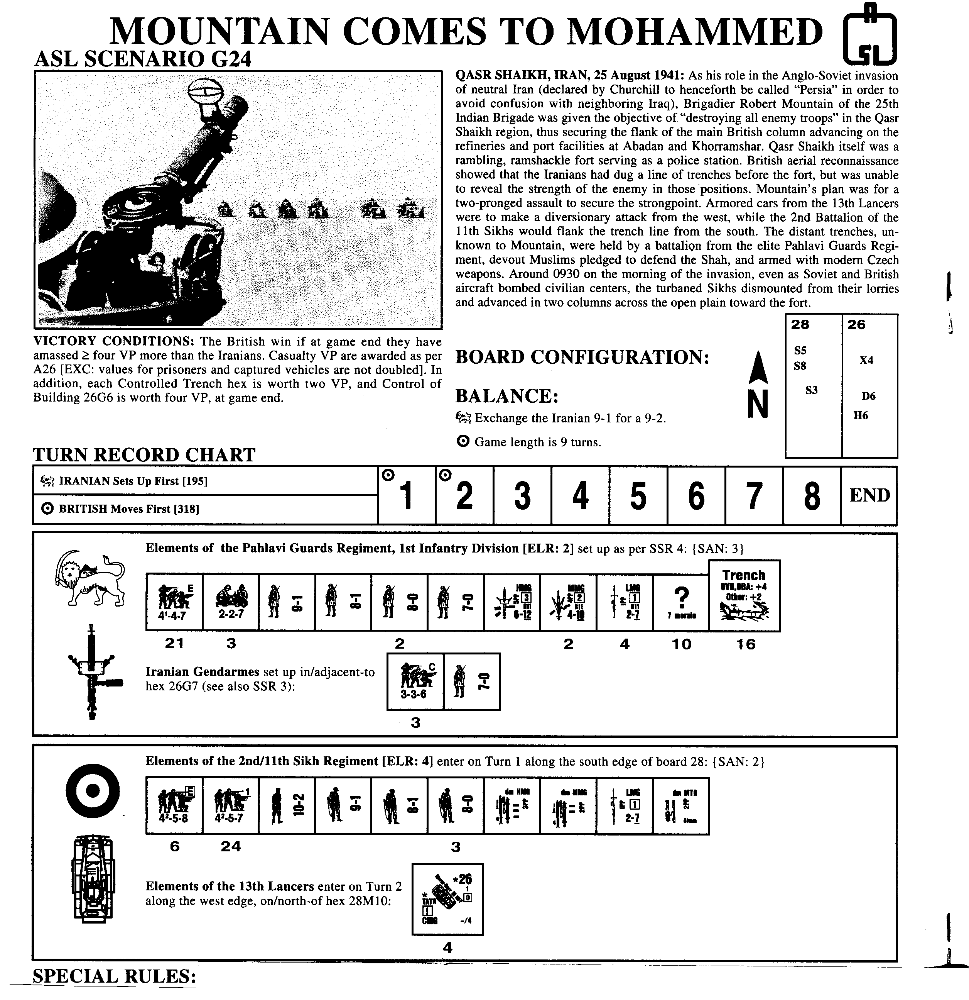 MOUNTAIN COMES TO MOHAMMED
ASL
ASL SCENARIO G24
QASR SHAIKH, IRAN, 25 August 1941: As his role in the Anglo-Soviet invasion
of neutral Iran (declared by Churchill to henceforth be called “Persia” in order to
avoid confusion with neighboring Iraq), Brigadier Robert Mountain of the 25th
Indian Brigade was given the objective of “destroying all enemy troops” in the Qasr
Shaikh region, thus securing the flank of the main British column advancing on the
refineries and port facilities at Abadan and Khorramshar. Qasr Shaikh itself was a
rambling, ramshackle fort serving as a police station. British aerial reconnaissance
showed that the Iranians had dug a line of trenches before the fort, but was unable
to reveal the strength of the enemy in those positions. Mountain’s plan was for a
two-pronged assault to secure the strongpoint. Armored cars from the 13th Lancers
were to make a diversionary attack from the west, while the 2nd Battalion of the
11th Sikhs would flank the trench line from the south. The distant trenches, un-
known to Mountain, were held by a battalion from the elite Pahlavi Guards Regi-
ment, devout Muslims pledged to defend the Shah, and armed with modern Czech
weapons. Around 0930 on the morning of the invasion, even as Soviet and British
aircraft bombed civilian centers, the turbaned Sikhs dismounted from their lorries
and advanced in two columns across the open plain toward the fort.
VICTORY CONDITIONS: The British win if at game end they have
amassed ≥ four VP more than the Iranians. Casualty VP are awarded as per
A26 [EXC: values for prisoners and captured vehicles are not doubled]. In
addition, each Controlled Trench hex is worth two VP, and Control of
Building 26G6 is worth four VP, at game end.
BOARD CONFIGURATION:
N
28 26
S5
S8 X4
S3 D6
H6
BALANCE:
Exchange the Iranian 9-1 for a 9-2.
Game length is 9 turns.
TURN RECORD CHART
IRANIAN Sets Up First [195]
BRITISH Moves First [318]
1 2 3 4 5 6 7 8 END
Elements of the Pahlavi Guards Regiment, 1st Infantry Division [ELR: 2] set up as per SSR 4: {SAN: 3}
E 4¹-4-7
2-2-7
9-1
8-1
8-0
7-0
HMG 5PP 3 B11 6-12
MMG 2 B11 4-10
LMG 1PP 1 B11 2-7
? 7 morale
Trench OVR,OBA: +4 Other: +2
21 3 2 2 4 10 16
Iranian Gendarmes set up in/adjacent-to
hex 26G7 (see also SSR 3):
C 3-3-6
7-0
3
Elements of the 2nd/11th Sikh Regiment [ELR: 4] enter on Turn 1 along the south edge of board 28: {SAN: 2}
E 4²-5-8
1 4²-5-7
10-2
9-1
8-1
8-0
dm HMG 3PP
dm MMG 2PP
LMG 1PP 1 2-7
dm MTR 2PP 51mm
6 24 3
Elements of the 13th Lancers enter on Turn 2
along the west edge, on/north-of hex 28M10:
*26 1 0
* TATR 1 CMG -/4
4
SPECIAL RULES: